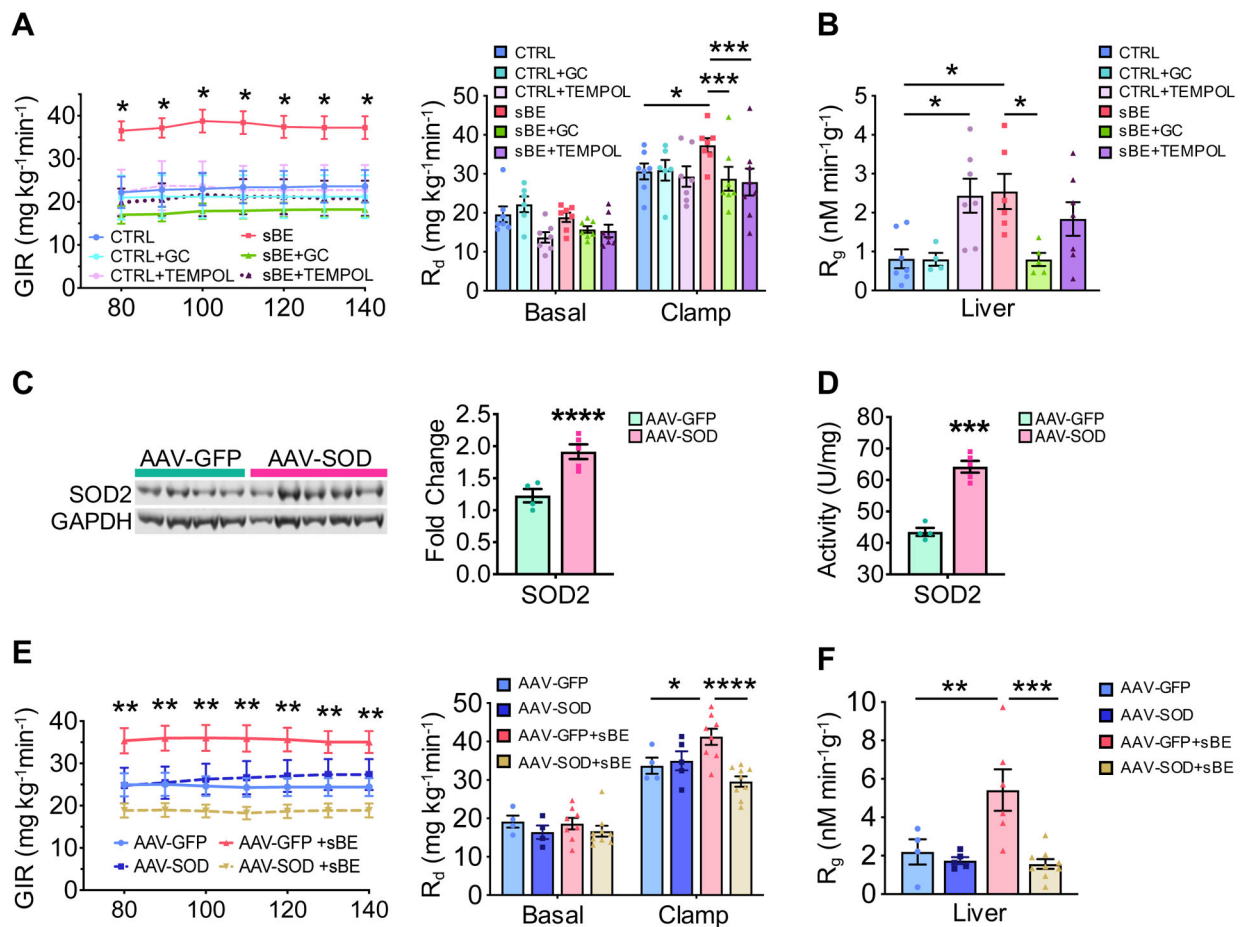 A
GIR (mg kg⁻¹min⁻¹)
50
40
30
20
10
0
* * * * * * *
CTRL
CTRL+GC
CTRL+TEMPOL
sBE
sBE+GC
sBE+TEMPOL
80 100 120 140
CTRL
CTRL+GC
CTRL+TEMPOL
sBE
sBE+GC
sBE+TEMPOL
***
***
*
R_d (mg kg⁻¹min⁻¹)
50
40
30
20
10
0
Basal Clamp
B
R_g (nM min⁻¹g⁻¹)
5
4
3
2
1
0
*
*
*
Liver
CTRL
CTRL+GC
CTRL+TEMPOL
sBE
sBE+GC
sBE+TEMPOL
C
AAV-GFP AAV-SOD
SOD2
GAPDH
Fold Change
2.5
2.0
1.5
1.0
0.5
0.0
****
SOD2
AAV-GFP
AAV-SOD
D
Activity (U/mg)
80
70
60
50
40
30
***
SOD2
AAV-GFP
AAV-SOD
E
GIR (mg kg⁻¹min⁻¹)
40
30
20
10
0
** ** ** ** ** ** **
AAV-GFP
AAV-SOD
AAV-GFP +sBE
AAV-SOD +sBE
80 100 120 140
AAV-GFP
AAV-SOD
AAV-GFP+sBE
AAV-SOD+sBE
* ****
R_d (mg kg⁻¹min⁻¹)
50
40
30
20
10
0
Basal Clamp
F
R_g (nM min⁻¹g⁻¹)
10
8
6
4
2
0
** ***
Liver
AAV-GFP
AAV-SOD
AAV-GFP+sBE
AAV-SOD+sBE